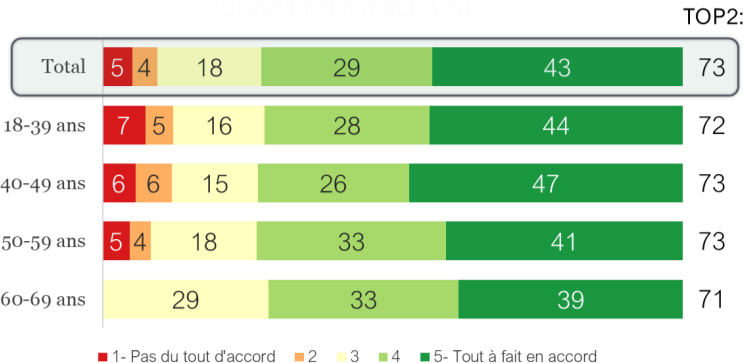 TOP2:
Total 5 4 18 29 43 73
18-39 ans 7 5 16 28 44 72
40-49 ans 6 6 15 26 47 73
50-59 ans 5 4 18 33 41 73
60-69 ans 29 33 39 71
1- Pas du tout d'accord 2 3 4 5- Tout à fait en accord